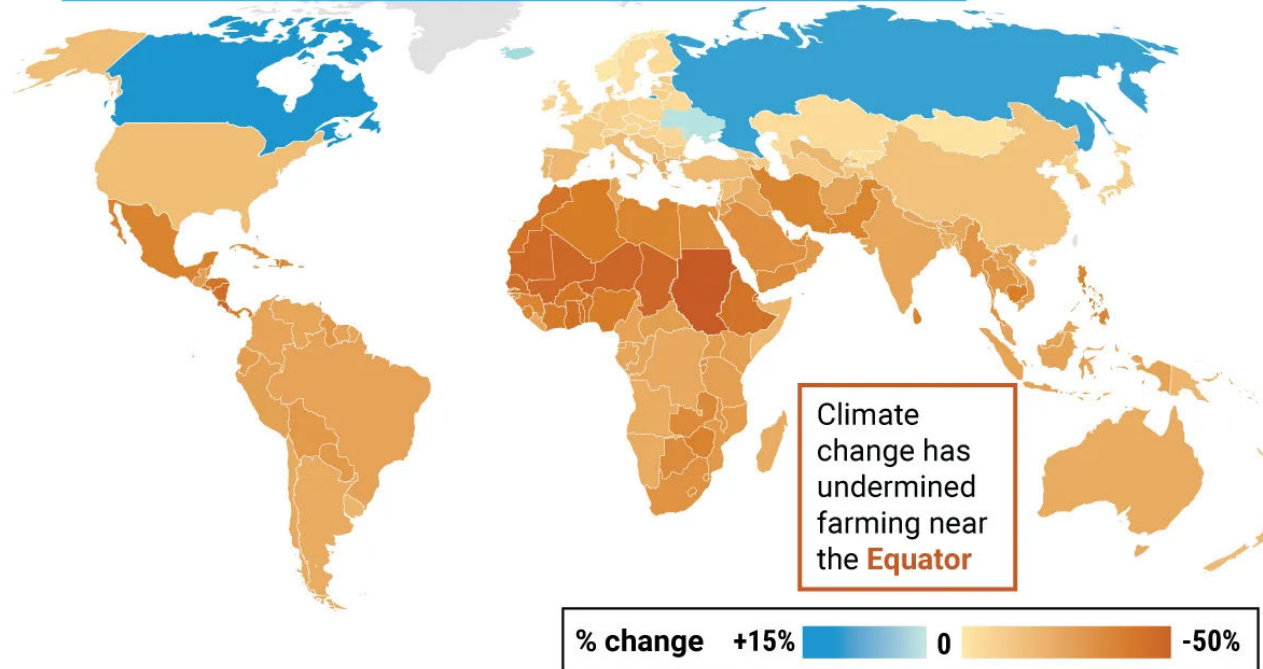 Climate
change has
undermined
farming near
the Equator
% change +15% 0 -50%